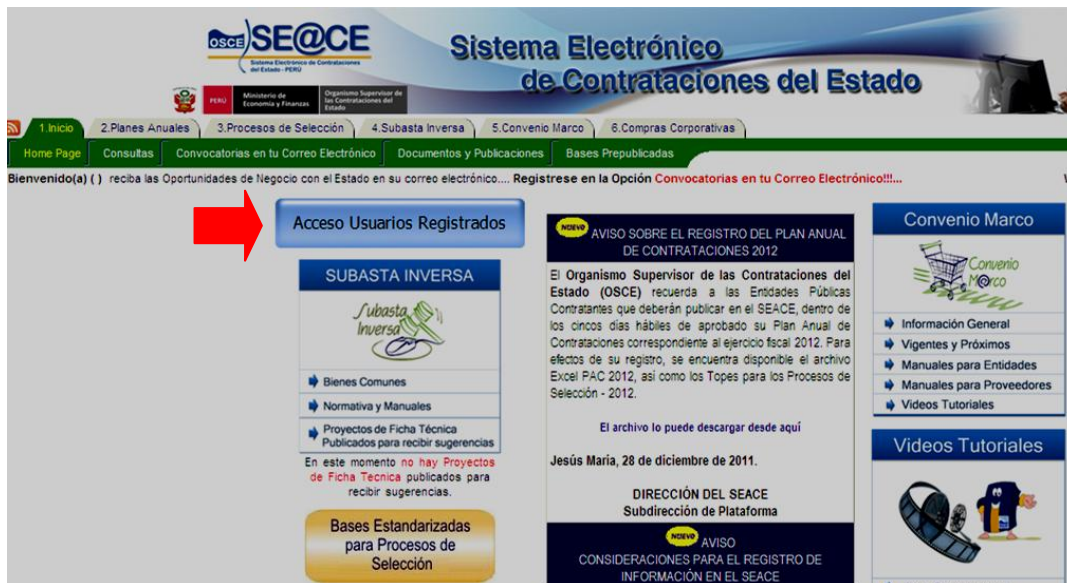 OSCE SE@CE
Sistema Electrónico de Contrataciones
del Estado - PERÚ
Sistema Electrónico
de Contrataciones del Estado
PERÚ
Ministerio de
Economía y Finanzas
Organismo Supervisor de
las Contrataciones del
Estado
1.Inicio
2.Planes Anuales
3.Procesos de Selección
4.Subasta Inversa
5.Convenio Marco
6.Compras Corporativas
Home Page
Consultas
Convocatorias en tu Correo Electrónico
Documentos y Publicaciones
Bases Prepublicadas
Bienvenido(a) ( ) reciba las Oportunidades de Negocio con el Estado en su correo electrónico.... Registrese en la Opción Convocatorias en tu Correo Electrónico!!!...
Acceso Usuarios Registrados
SUBASTA INVERSA
Subasta
Inversa
Bienes Comunes
Normativa y Manuales
Proyectos de Ficha Técnica
Publicados para recibir sugerencias
En este momento no hay Proyectos
de Ficha Tecnica publicados para
recibir sugerencias.
Bases Estandarizadas
para Procesos de
Selección
NUEVO AVISO SOBRE EL REGISTRO DEL PLAN ANUAL
DE CONTRATACIONES 2012
El Organismo Supervisor de las Contrataciones del
Estado (OSCE) recuerda a las Entidades Públicas
Contratantes que deberán publicar en el SEACE, dentro de
los cincos días hábiles de aprobado su Plan Anual de
Contrataciones correspondiente al ejercicio fiscal 2012. Para
efectos de su registro, se encuentra disponible el archivo
Excel PAC 2012, así como los Topes para los Procesos de
Selección - 2012.
El archivo lo puede descargar desde aquí
Jesús María, 28 de diciembre de 2011.
DIRECCIÓN DEL SEACE
Subdirección de Plataforma
NUEVO AVISO
CONSIDERACIONES PARA EL REGISTRO DE
INFORMACIÓN EN EL SEACE
Convenio Marco
Convenio
M@rco
Información General
Vigentes y Próximos
Manuales para Entidades
Manuales para Proveedores
Videos Tutoriales
Videos Tutoriales